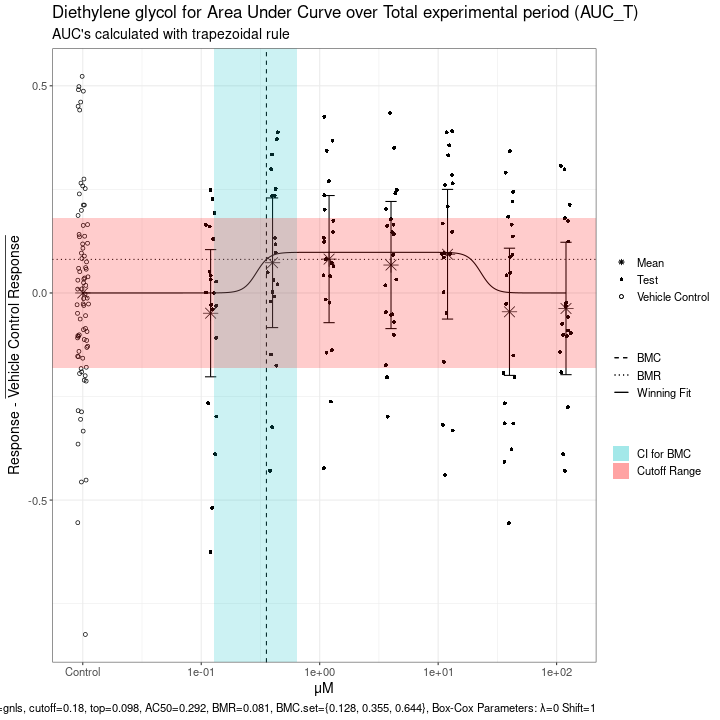 Diethylene glycol for Area Under Curve over Total experimental period (AUC_T)
AUC's calculated with trapezoidal rule
Response - Vehicle Control Response
0.5
0.0
-0.5
Control
1e-01
1e+00
1e+01
1e+02
μM
Mean
Test
Vehicle Control
BMC
BMR
Winning Fit
CI for BMC
Cutoff Range
=gnls, cutoff=0.18, top=0.098, AC50=0.292, BMR=0.081, BMC.set={0.128, 0.355, 0.644}, Box-Cox Parameters: λ=0 Shift=1